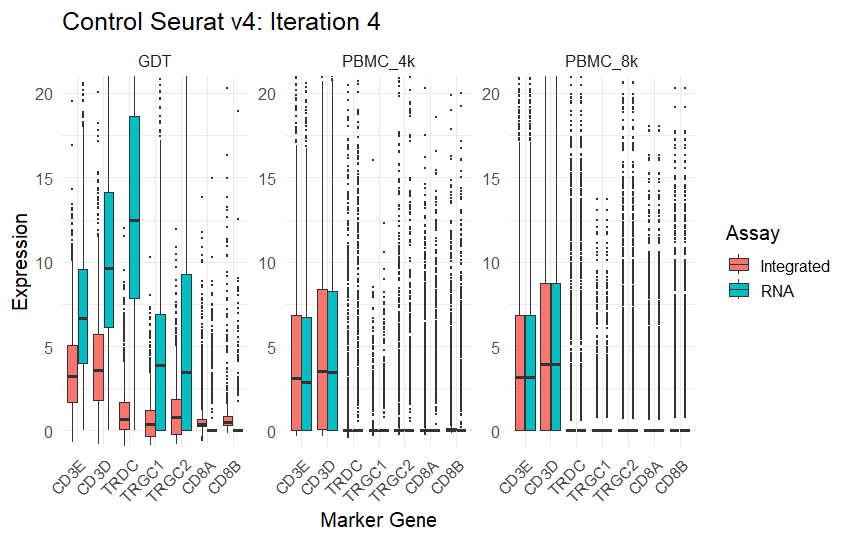 Control Seurat v4: Iteration 4
GDT
PBMC_4k
PBMC_8k
Expression
20
15
10
5
0
20
15
10
5
0
20
15
10
5
0
CD3E
CD3D
TRDC
TRGC1
TRGC2
CD8A
CD8B
CD3E
CD3D
TRDC
TRGC1
TRGC2
CD8A
CD8B
CD3E
CD3D
TRDC
TRGC1
TRGC2
CD8A
CD8B
Marker Gene
Assay
Integrated
RNA